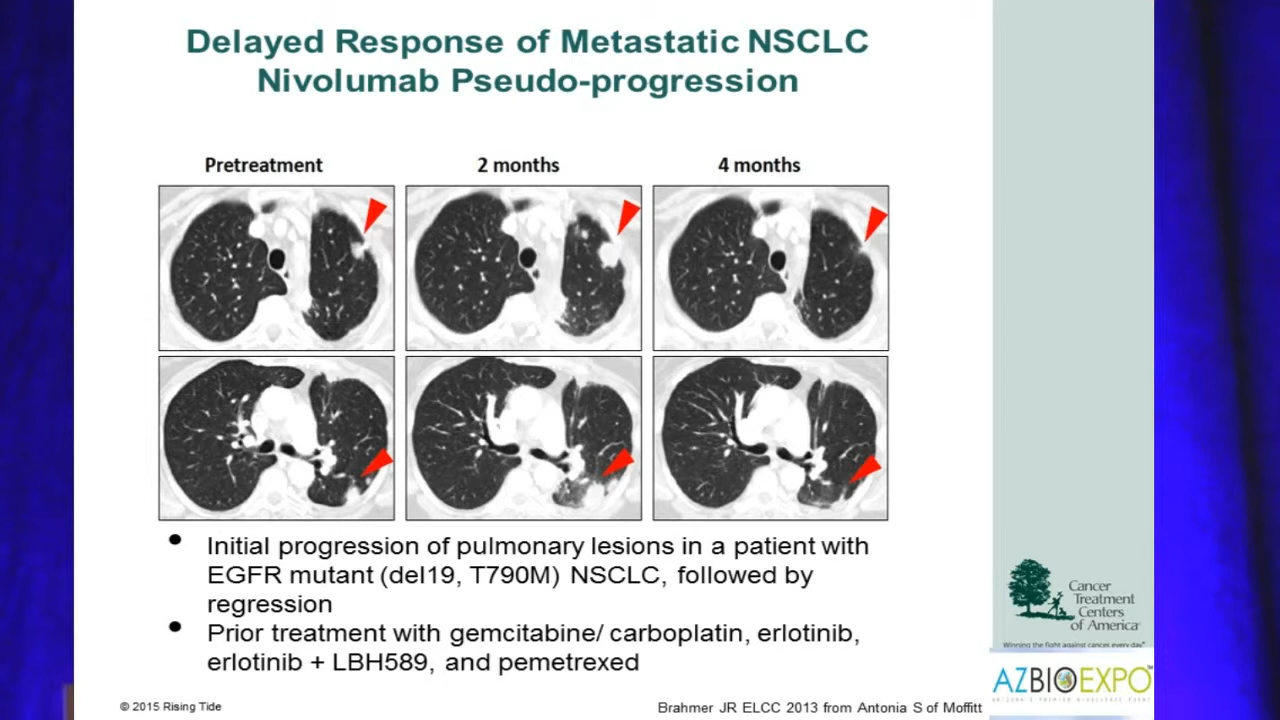 Delayed Response of Metastatic NSCLC
Nivolumab Pseudo-progression
Pretreatment
2 months
4 months
• Initial progression of pulmonary lesions in a patient with
EGFR mutant (del19, T790M) NSCLC, followed by
regression
• Prior treatment with gemcitabine/ carboplatin, erlotinib,
erlotinib + LBH589, and pemetrexed
Cancer
Treatment
Centers
of America
Winning the fight against cancer, every day
AZBIOEXPO™
© 2015 Rising Tide
Brahmer JR ELCC 2013 from Antonia S of Moffitt